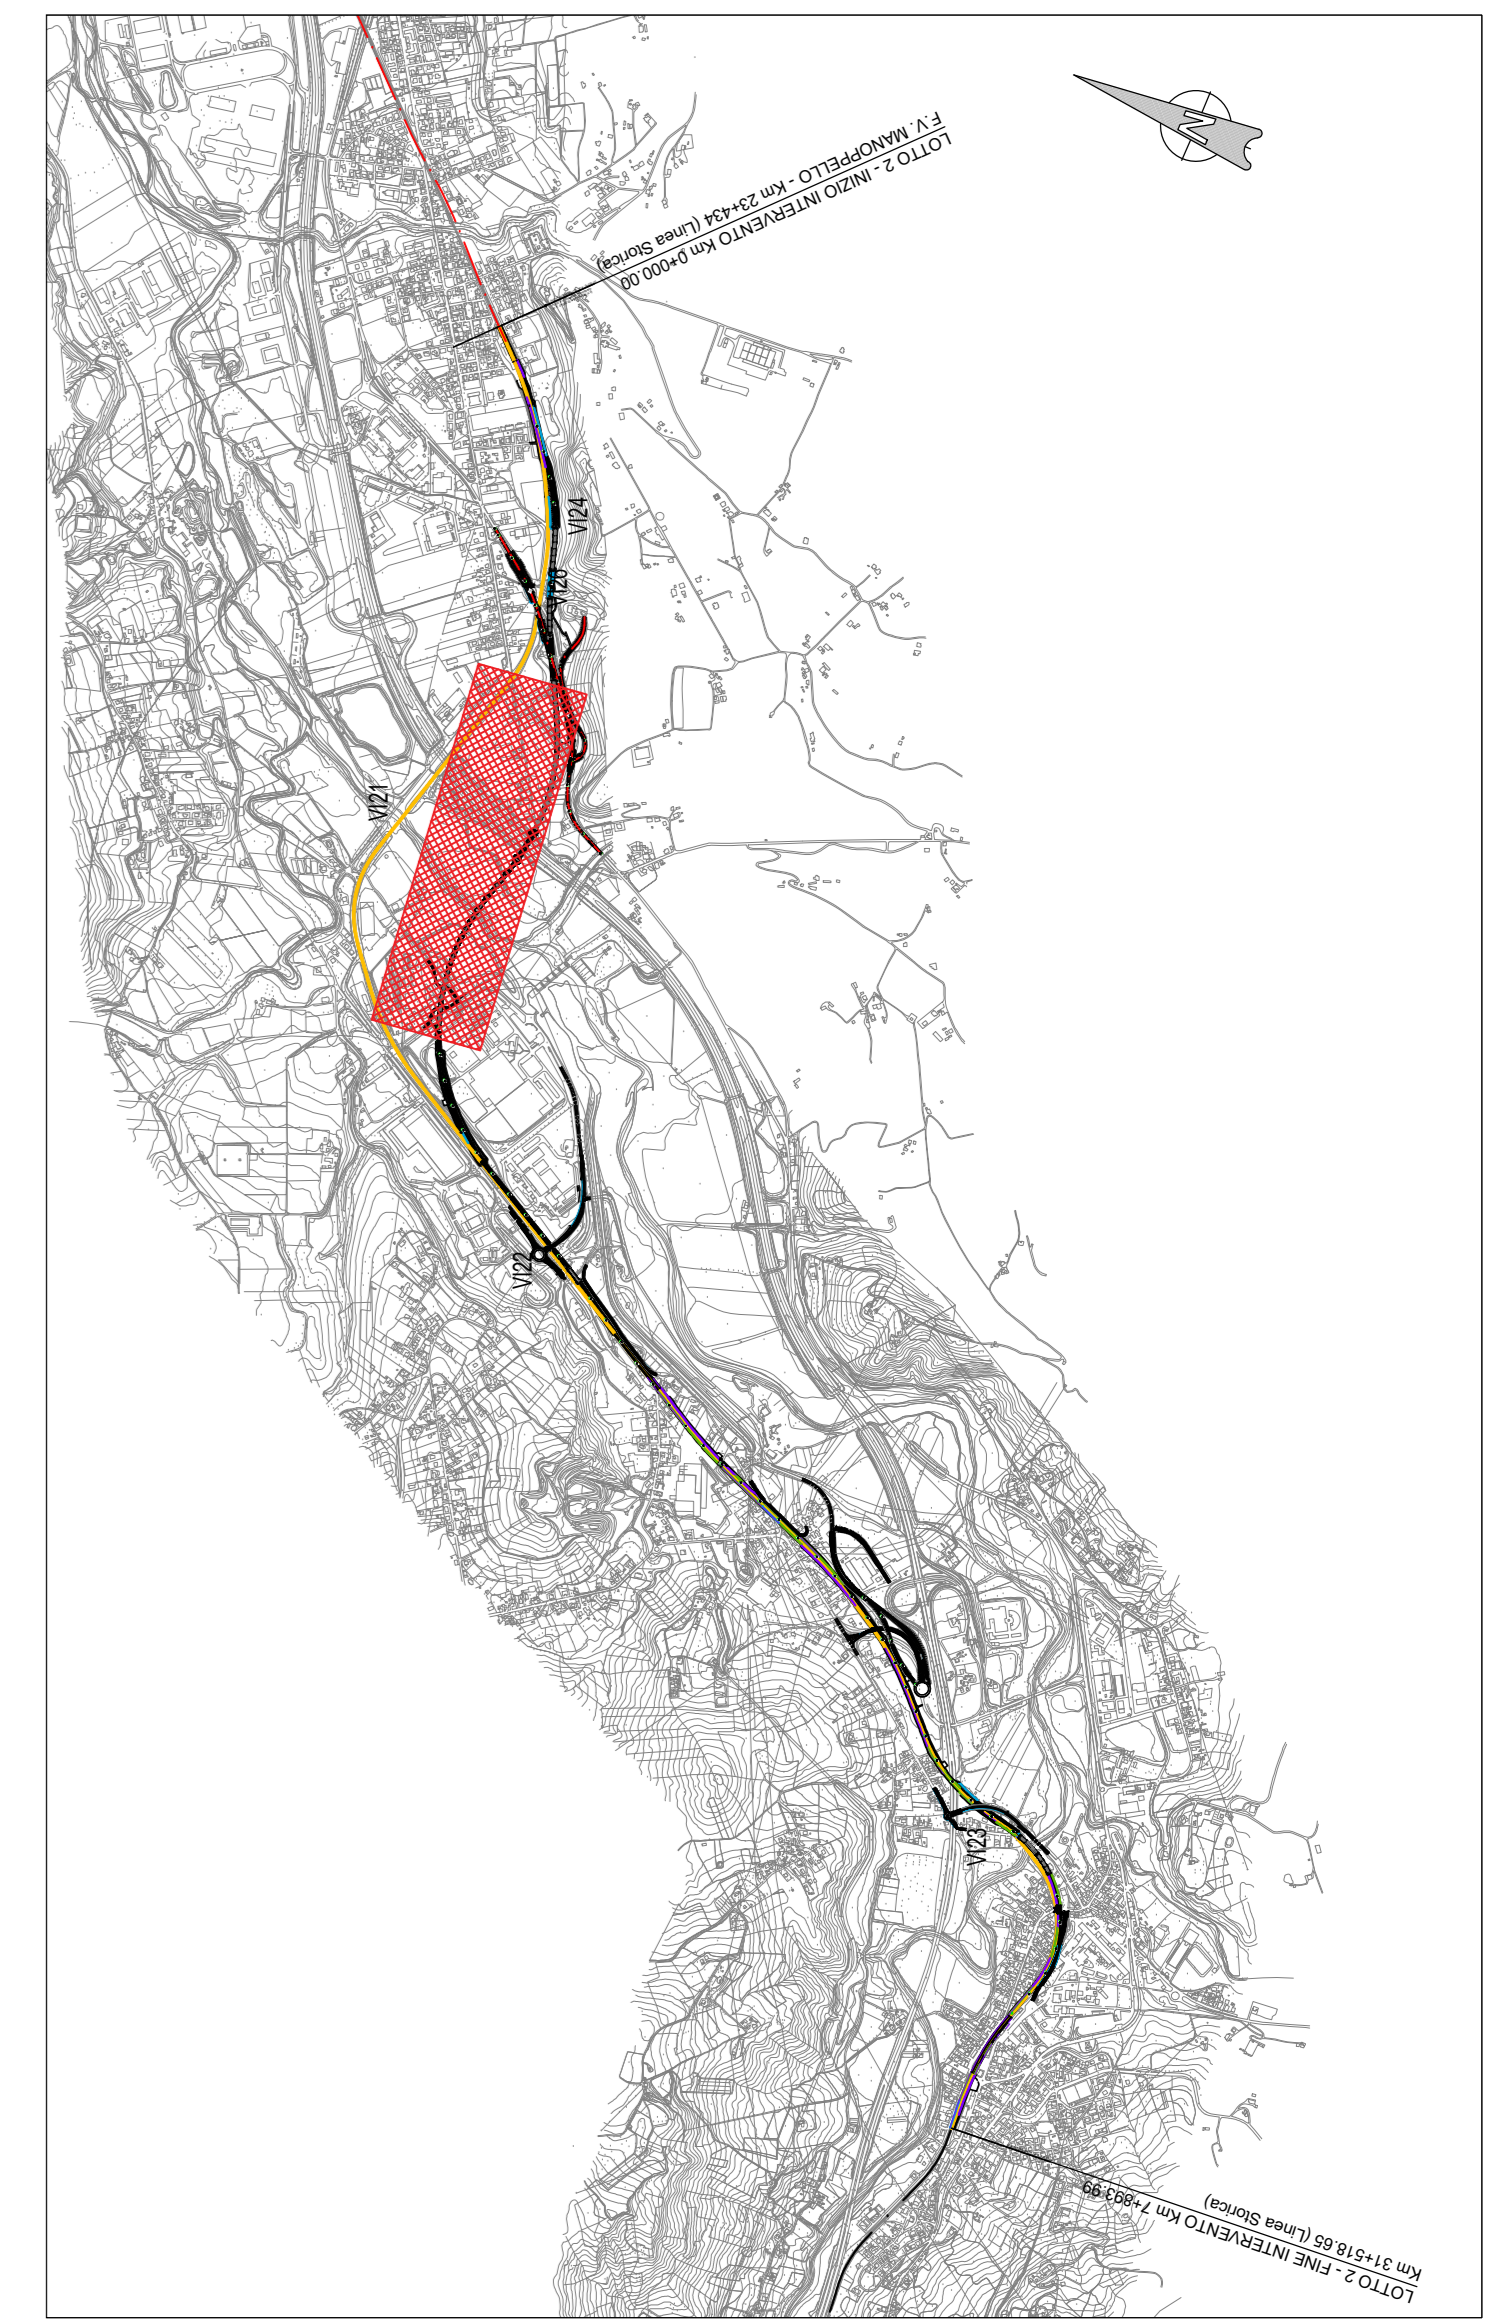 N
LOTTO 2 - INIZIO INTERVENTO Km 0+000.00
F.V. MANOPPELLO - Km 23+434 (Linea Storica)
VI24
VI26
VI21
VI22
VI23
LOTTO 2 - FINE INTERVENTO Km 7+893.99
Km 31+518.65 (Linea Storica)